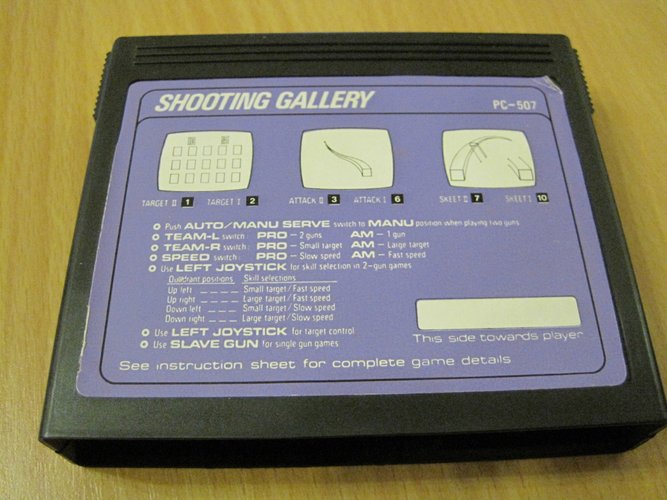 SHOOTING GALLERY PC-507
TARGET II 1 TARGET I 2 ATTACK II 3 ATTACK I 6 SKEET II 7 SKEET I 10
Push AUTO/MANU SERVE switch to MANU position when playing two guns
TEAM-L switch: PRO - 2 guns AM - 1 gun
TEAM-R switch: PRO - Small target AM - Large target
SPEED switch: PRO - Slow speed AM - Fast speed
Use LEFT JOYSTICK for skill selection in 2-gun games
Quadrant positions Skill selections
Up left _ _ _ _ Small target/Fast speed
Up right _ _ _ _ Large target/Fast speed
Down left _ _ _ _ Small target/Slow speed
Down right _ _ _ _ Large target/Slow speed
Use LEFT JOYSTICK for target control
Use SLAVE GUN for single gun games
This side towards player
See instruction sheet for complete game details